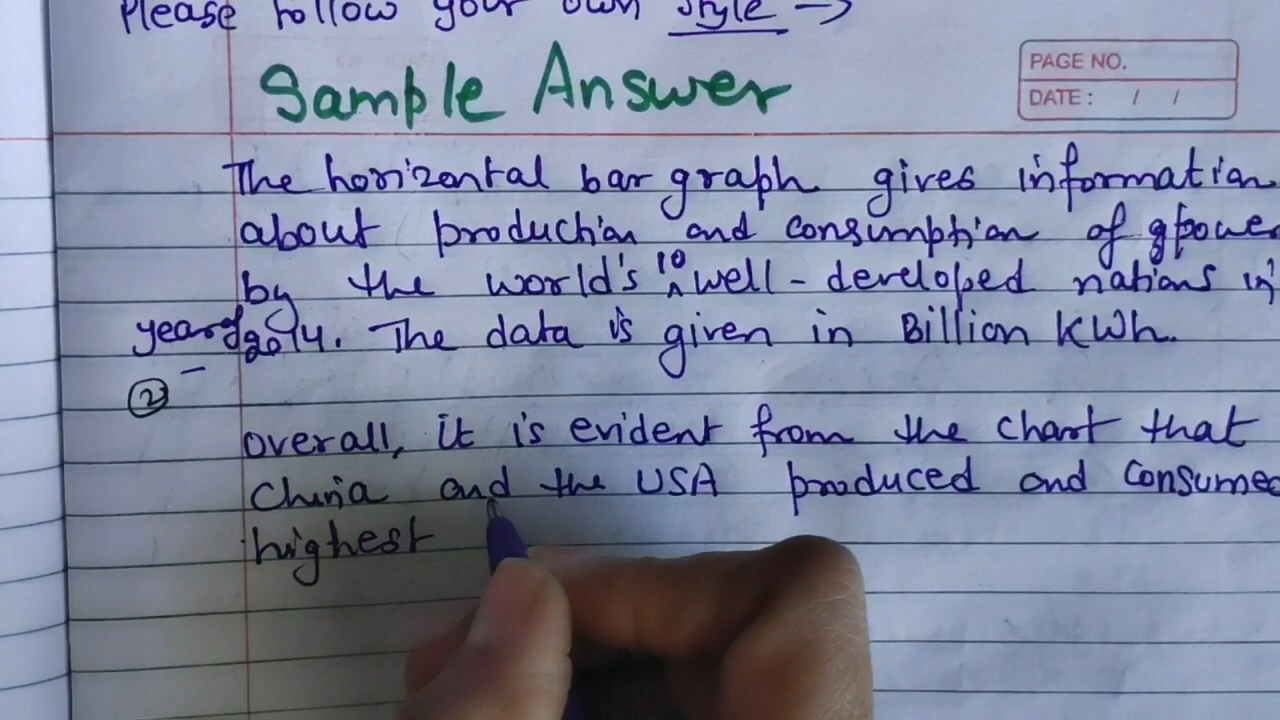 Please follow your own style →
Sample Answer
PAGE NO.
DATE : / /
The horizontal bar graph gives information
about production and consumption of power
by the world's 10 well-developed nations in
year of 2014. The data is given in Billion KWh.
②
overall, it is evident from the chart that
China and the USA produced and consumed
highest